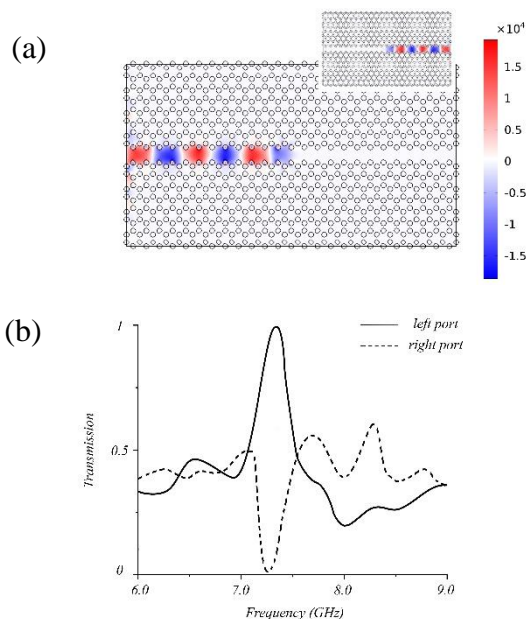 (a)
×10⁴
1.5
1
0.5
0
-0.5
-1
-1.5
(b)
1
0.5
0
Transmission
left port
right port
6.0 7.0 8.0 9.0
Frequency (GHz)